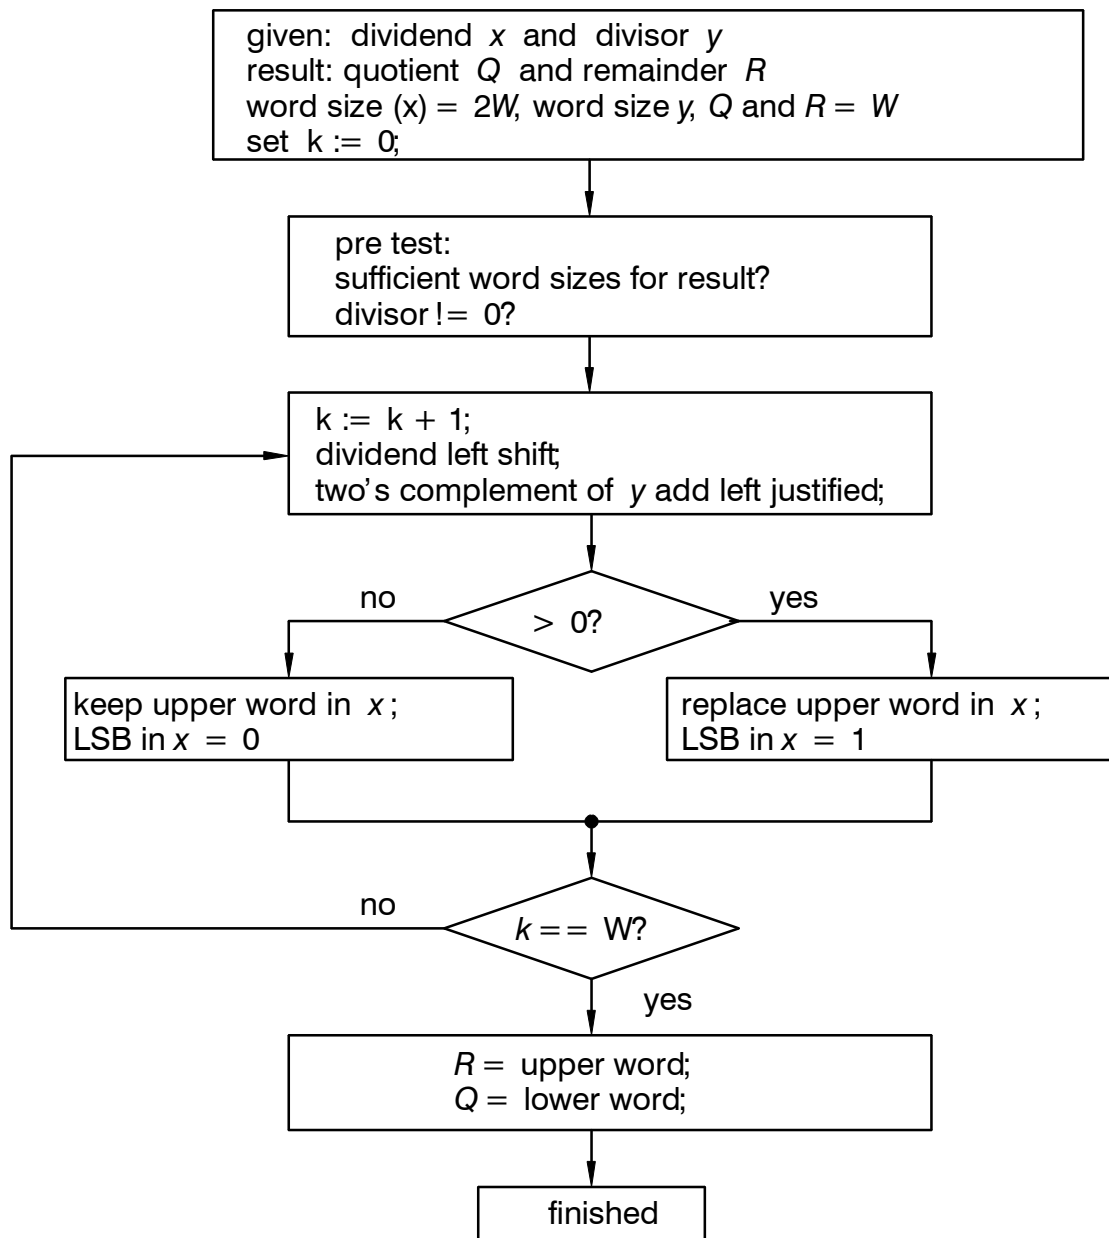 given: dividend x and divisor y
result: quotient Q and remainder R
word size (x) = 2W, word size y, Q and R = W
set k := 0;
pre test:
sufficient word sizes for result?
divisor != 0?
k := k + 1;
dividend left shift;
two's complement of y add left justified;
> 0?
no
yes
keep upper word in x ;
LSB in x = 0
replace upper word in x ;
LSB in x = 1
k == W?
no
yes
R = upper word;
Q = lower word;
finished